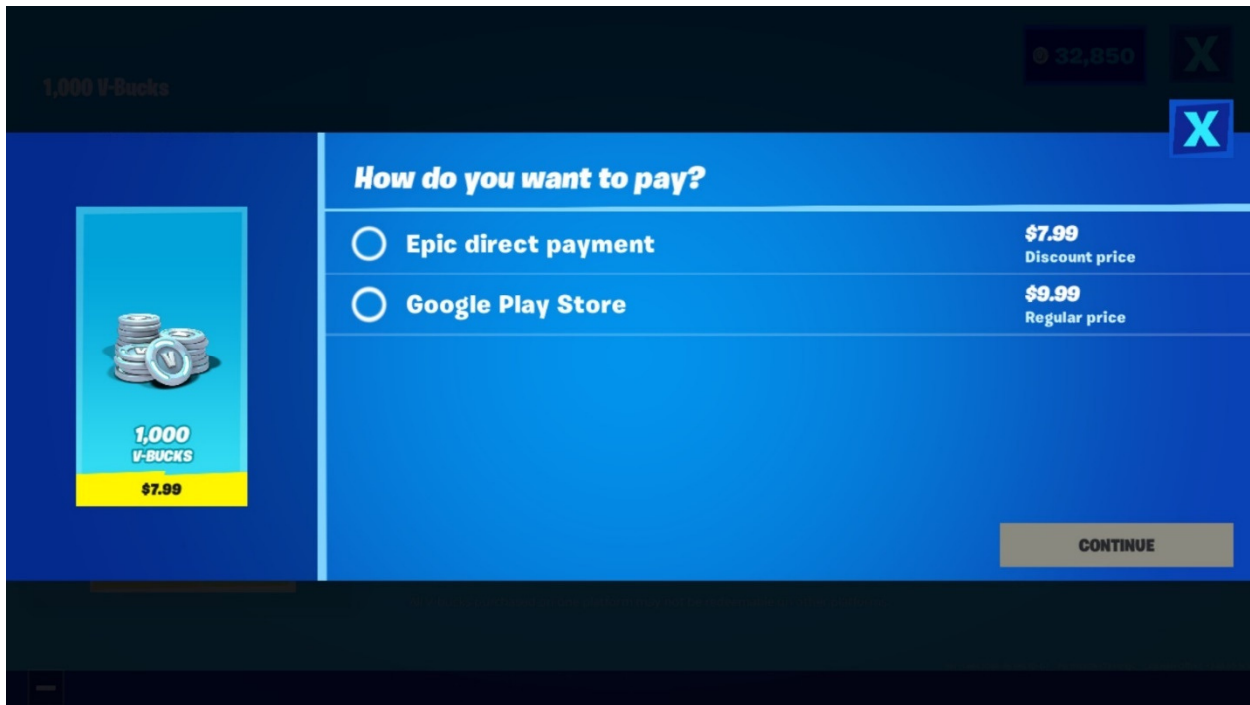 32,850
X
1,000 V-Bucks
X
How do you want to pay?
Epic direct payment
$7.99
Discount price
Google Play Store
$9.99
Regular price
1,000
V-BUCKS
$7.99
CONTINUE